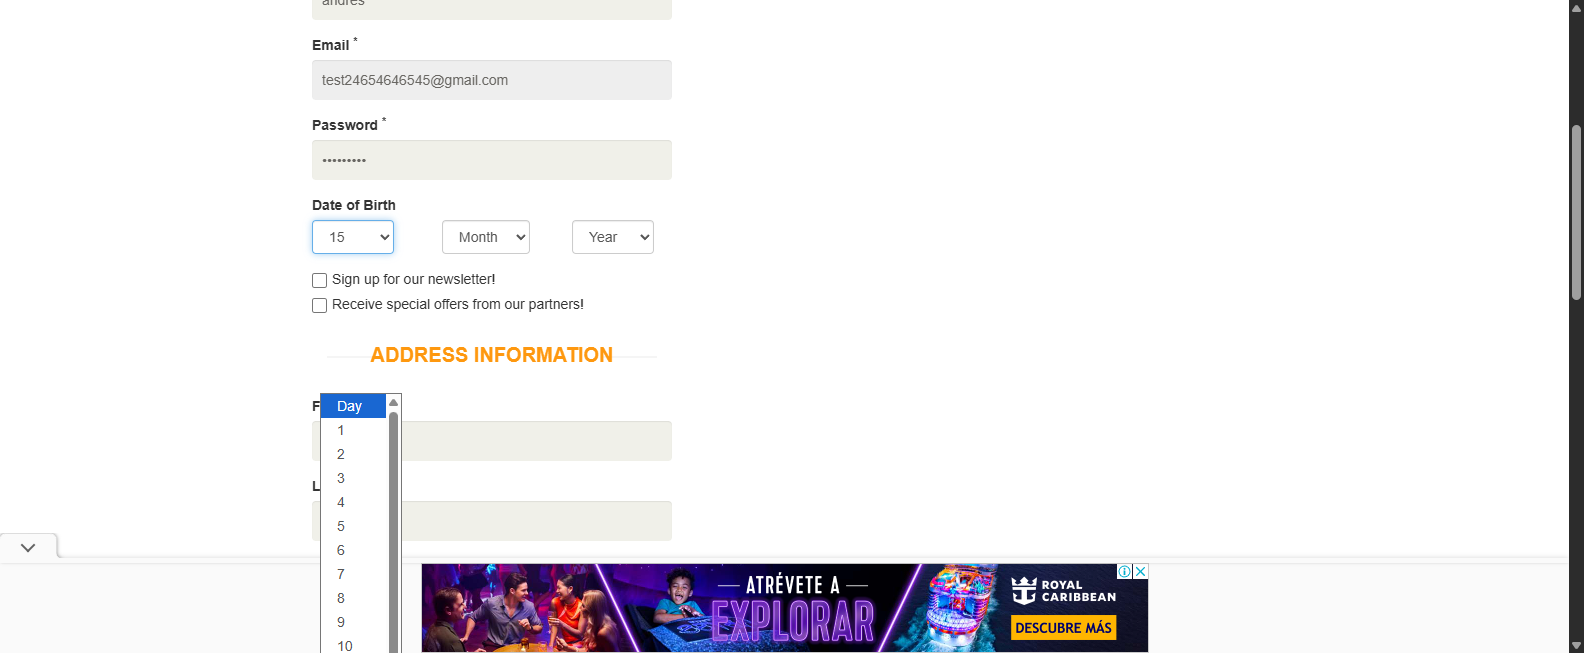 andres
Email *
test24654646545@gmail.com
Password *
•••••••••
Date of Birth
15
Month
Year
Sign up for our newsletter!
Receive special offers from our partners!
ADDRESS INFORMATION
F
Day
1
2
3
L
4
5
6
7
8
9
10
ATRÉVETE A
EXPLORAR
ROYAL
CARIBBEAN
DESCUBRE MÁS